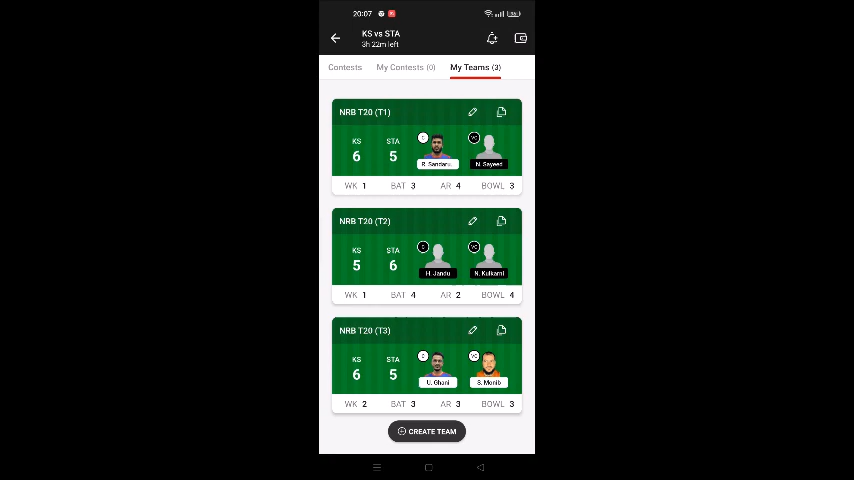 20:07
KS vs STA
3h 22m left
Contests My Contests (0) My Teams (3)
NRB T20 (T1)
KS STA
6 5
C VC
R. Sandar.. N. Sayeed
WK 1 BAT 3 AR 4 BOWL 3
NRB T20 (T2)
KS STA
5 6
C VC
H. Jandu N. Kulkarni
WK 1 BAT 4 AR 2 BOWL 4
NRB T20 (T3)
KS STA
6 5
C VC
U. Ghani S. Monib
WK 2 BAT 3 AR 3 BOWL 3
CREATE TEAM